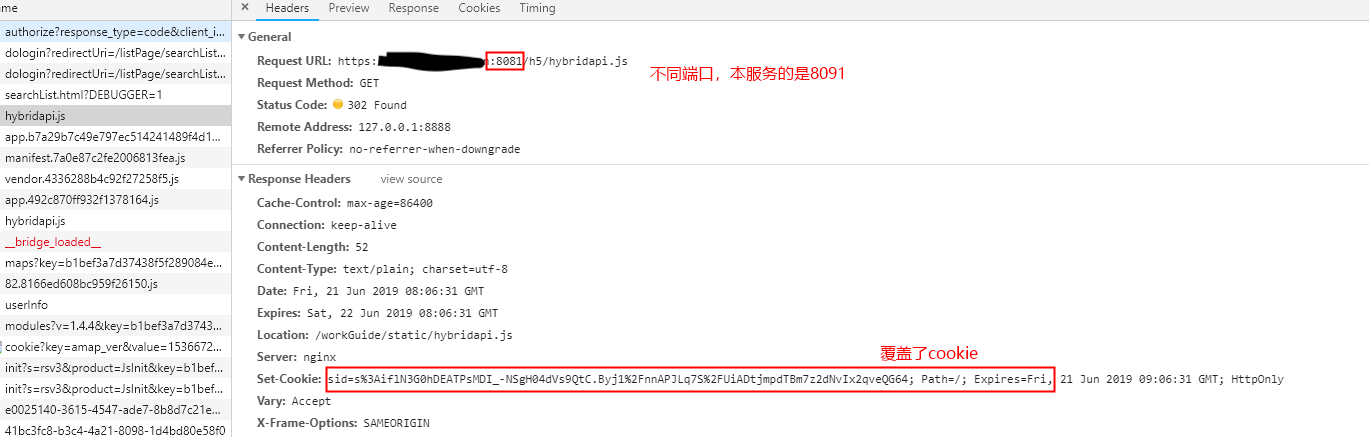 ame
authorize?response_type=code&client_i...
dologin?redirectUri=/listPage/searchList...
dologin?redirectUri=/listPage/searchList...
searchList.html?DEBUGGER=1
hybridapi.js
app.b7a29b7c49e797ec514241489f4d1...
manifest.7a0e87c2fe2006813fea.js
vendor.4336288b4c92f27258f5.js
app.492c870ff932f1378164.js
hybridapi.js
__bridge_loaded__
maps?key=b1bef3a7d37438f5f289084e...
82.8166ed608bc959f26150.js
userInfo
modules?v=1.4.4&key=b1bef3a7d3743...
cookie?key=amap_ver&value=1536672...
init?s=rsv3&product=JsInit&key=b1bef...
init?s=rsv3&product=JsInit&key=b1bef...
e0025140-3615-4547-ade7-8b8d7c21e...
41bc3fc8-b3c4-4a21-8098-1d4bd80e58f0
× Headers Preview Response Cookies Timing
General
Request URL: https: :8081/h5/hybridapi.js
不同端口，本服务的是8091
Request Method: GET
Status Code: 302 Found
Remote Address: 127.0.0.1:8888
Referrer Policy: no-referrer-when-downgrade
Response Headers view source
Cache-Control: max-age=86400
Connection: keep-alive
Content-Length: 52
Content-Type: text/plain; charset=utf-8
Date: Fri, 21 Jun 2019 08:06:31 GMT
Expires: Sat, 22 Jun 2019 08:06:31 GMT
Location: /workGuide/static/hybridapi.js
Server: nginx
覆盖了cookie
Set-Cookie: sid=s%3AiflN3G0hDEATPsMDI_-NSgH04dVs9QtC.Byj1%2FnnAPJLq7S%2FUiADtjmpdTBm7z2dNvIx2qveQG64; Path=/; Expires=Fri, 21 Jun 2019 09:06:31 GMT; HttpOnly
Vary: Accept
X-Frame-Options: SAMEORIGIN